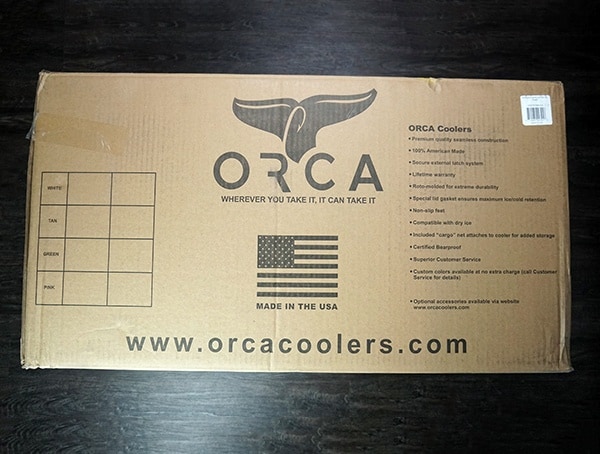 ORCA
WHEREVER YOU TAKE IT, IT CAN TAKE IT
MADE IN THE USA
WHITE
TAN
GREEN
PINK
ORCA Coolers
• Premium quality seamless construction
• 100% American Made
• Secure external latch system
• Lifetime warranty
• Roto-molded for extreme durability
• Special lid gasket ensures maximum ice/cold retention
• Non-slip feet
• Compatible with dry ice
• Included "cargo" net attaches to cooler for added storage
• Certified Bearproof
• Superior Customer Service
• Custom colors available at no extra charge (call Customer
Service for details)
• Optional accessories available via website
www.orcacoolers.com
www.orcacoolers.com